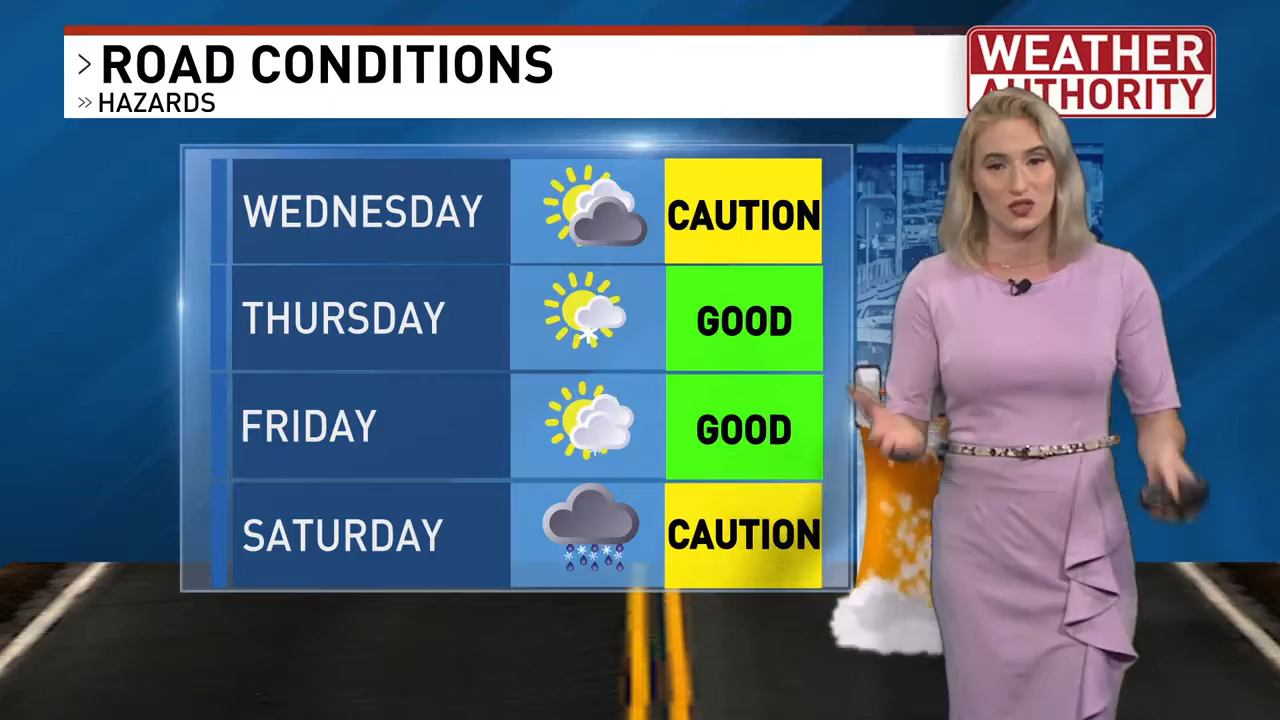 > ROAD CONDITIONS
» HAZARDS
WEATHER
AUTHORITY
WEDNESDAY CAUTION
THURSDAY GOOD
FRIDAY GOOD
SATURDAY CAUTION